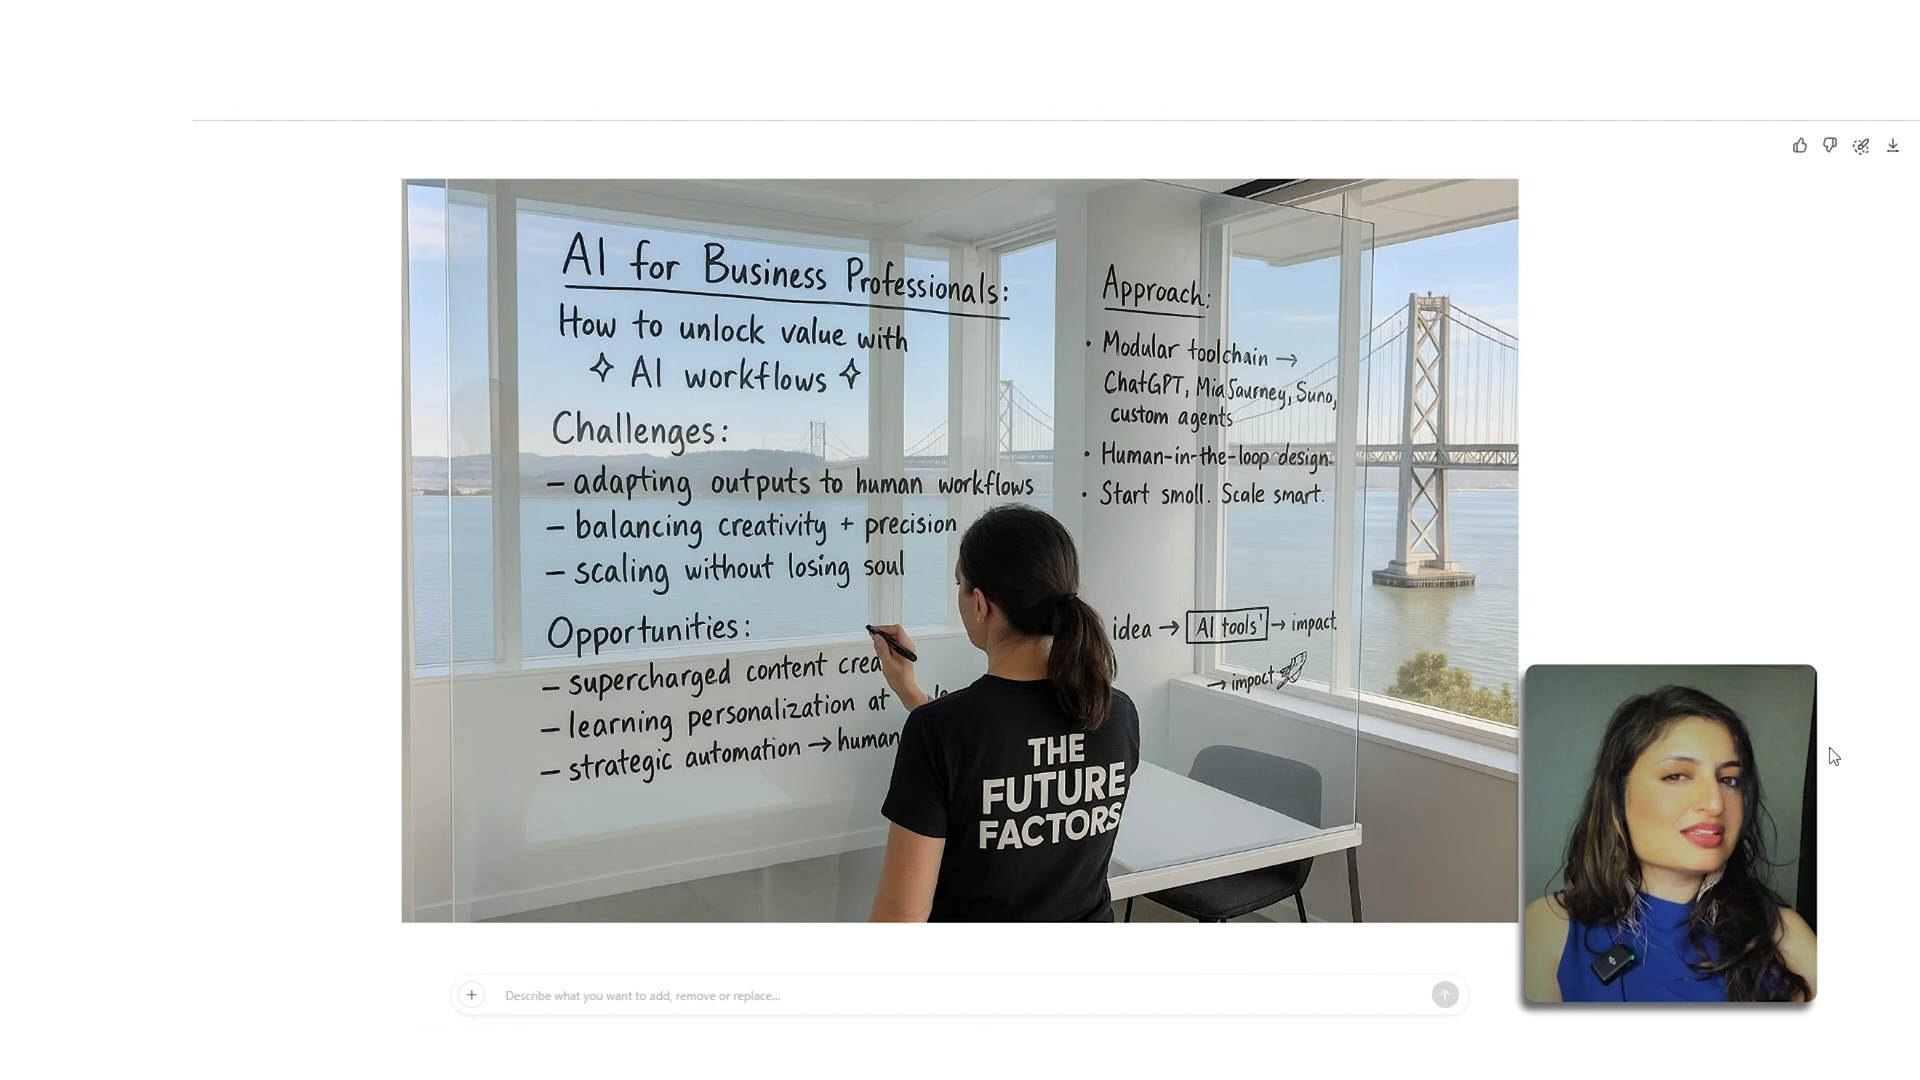 AI for Business Professionals:
How to unlock value with
AI workflows
Challenges:
– adapting outputs to human workflows
– balancing creativity + precision
– scaling without losing soul
Opportunities:
– supercharged content crea
– learning personalization at
– strategic automation → human
Approach:
• Modular toolchain →
ChatGPT, MiaJourney, Suno,
custom agents
• Human-in-the-loop design.
• Start smoll. Scale smart.
idea → AI tools' → impact.
→ impoct
THE
FUTURE
FACTORS
Describe what you want to add, remove or replace...